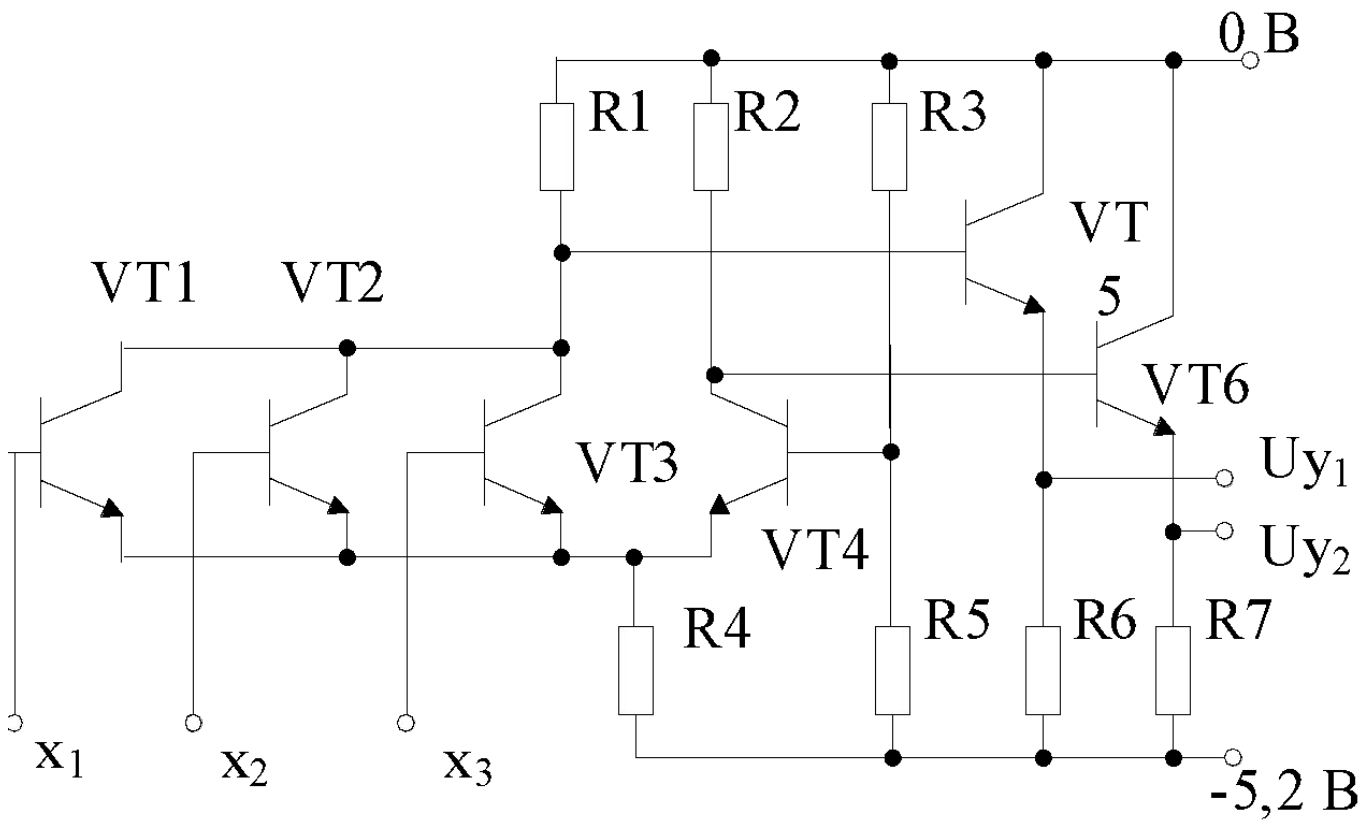 0 В
R1 R2 R3
VT
5
VT1 VT2
VT6
VT3
Uy₁
VT4
Uy₂
R4 R5 R6 R7
x₁ x₂ x₃
-5,2 В